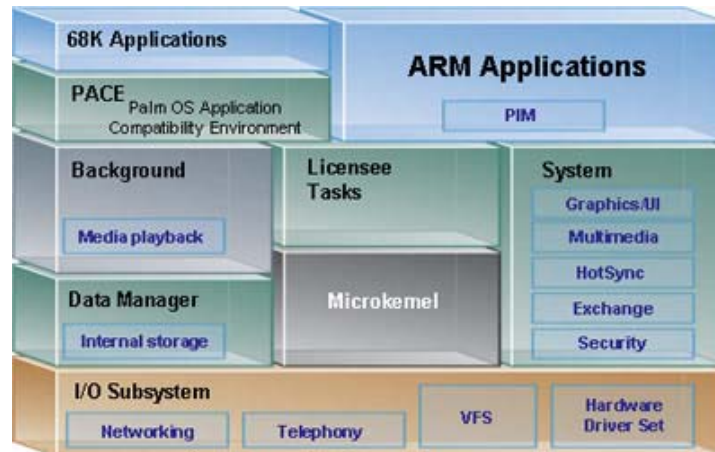 68K Applications
ARM Applications
PIM
PACE
Palm OS Application
Compatibility Environment
Background
Media playback
Licensee
Tasks
System
Graphics/UI
Multimedia
HotSync
Exchange
Security
Data Manager
Internal storage
Microkernel
I/O Subsystem
Networking
Telephony
VFS
Hardware
Driver Set